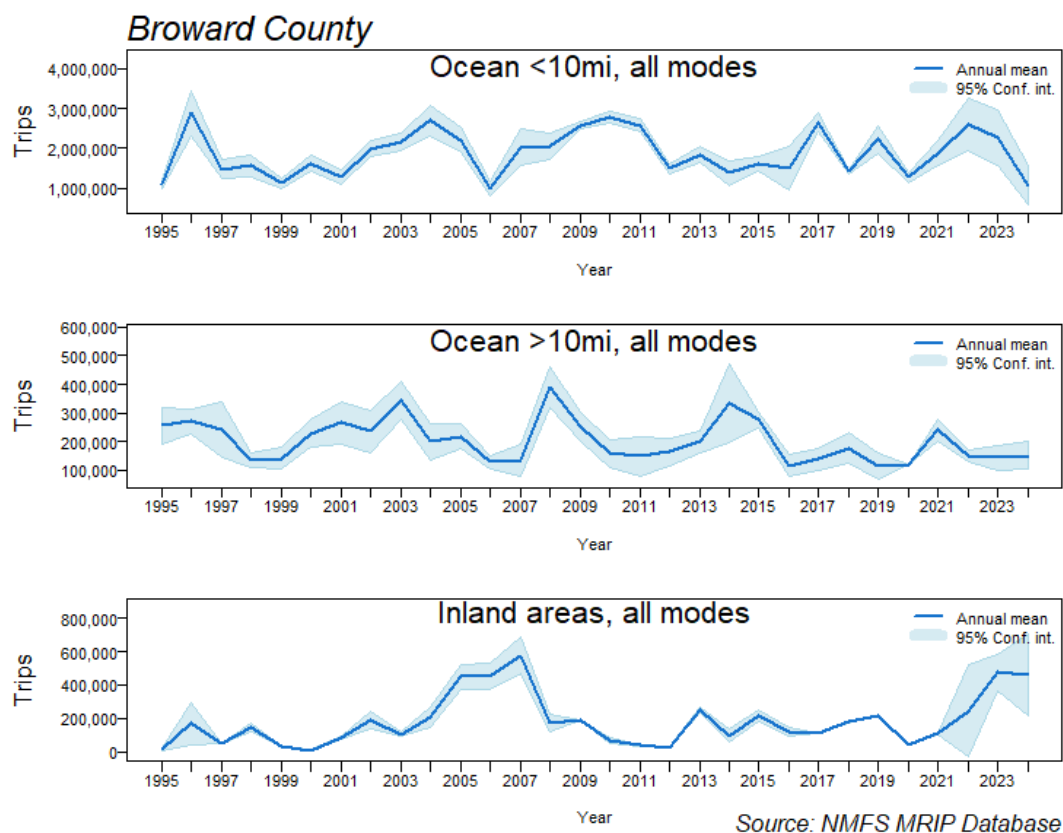 Broward County
Ocean <10mi, all modes
Annual mean
95% Conf. int.
Trips
4,000,000
3,000,000
2,000,000
1,000,000
1995 1997 1999 2001 2003 2005 2007 2009 2011 2013 2015 2017 2019 2021 2023
Year
Ocean >10mi, all modes
Annual mean
95% Conf. int.
Trips
600,000
500,000
400,000
300,000
200,000
100,000
1995 1997 1999 2001 2003 2005 2007 2009 2011 2013 2015 2017 2019 2021 2023
Year
Inland areas, all modes
Annual mean
95% Conf. int.
Trips
800,000
600,000
400,000
200,000
0
1995 1997 1999 2001 2003 2005 2007 2009 2011 2013 2015 2017 2019 2021 2023
Year
Source: NMFS MRIP Database